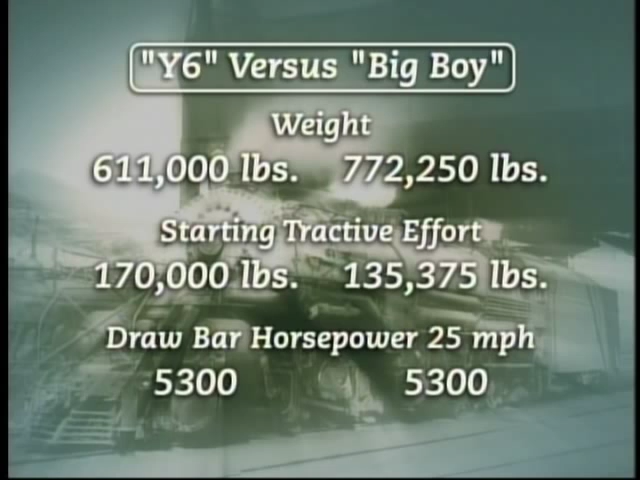 "Y6" Versus "Big Boy"
Weight
611,000 lbs. 772,250 lbs.
Starting Tractive Effort
170,000 lbs. 135,375 lbs.
Draw Bar Horsepower 25 mph
5300 5300